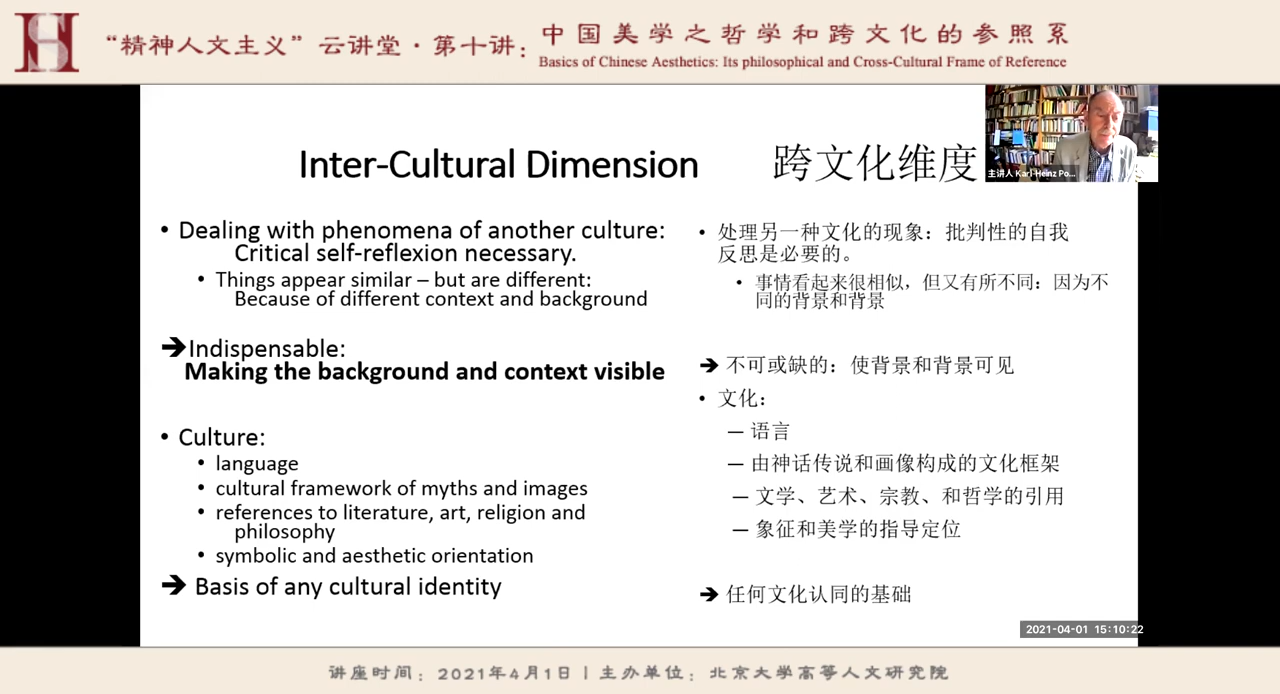 “精神人文主义”云讲堂·第十讲：
中国美学之哲学和跨文化的参照系
Basics of Chinese Aesthetics: Its philosophical and Cross-Cultural Frame of Reference
主讲人 Karl-Heinz Po...
Inter-Cultural Dimension
跨文化维度
• Dealing with phenomena of another culture:
Critical self-reflexion necessary.
• Things appear similar – but are different:
Because of different context and background
➔Indispensable:
Making the background and context visible
• Culture:
• language
• cultural framework of myths and images
• references to literature, art, religion and
philosophy
• symbolic and aesthetic orientation
➔ Basis of any cultural identity
• 处理另一种文化的现象：批判性的自我
反思是必要的。
• 事情看起来很相似，但又有所不同：因为不
同的背景和背景
➔ 不可或缺的：使背景和背景可见
• 文化：
— 语言
— 由神话传说和画像构成的文化框架
— 文学、艺术、宗教、和哲学的引用
— 象征和美学的指导定位
➔ 任何文化认同的基础
2021-04-01 15:10:22
讲座时间：2021年4月1日 | 主办单位：北京大学高等人文研究院